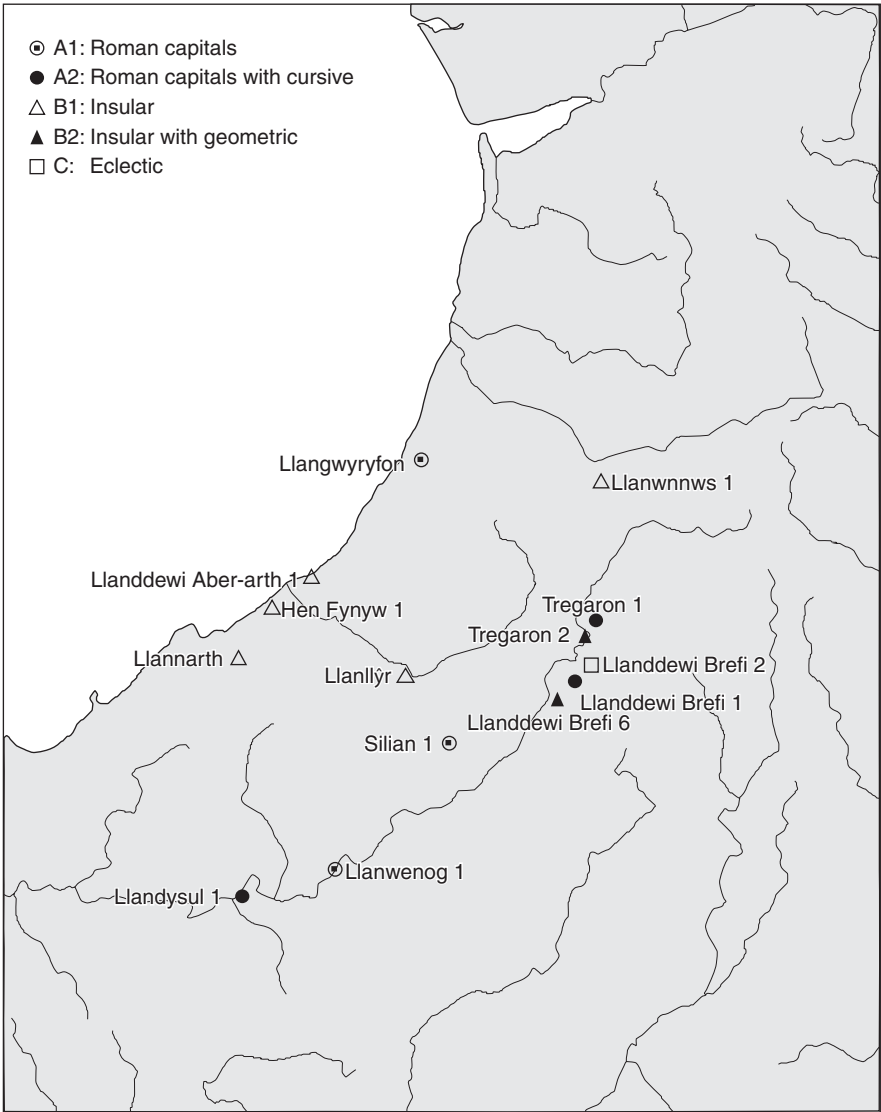 A1: Roman capitals
A2: Roman capitals with cursive
B1: Insular
B2: Insular with geometric
C: Eclectic
Llangwyryfon
Llanwnnws 1
Llanddewi Aber-arth 1
Hen Fynyw 1
Tregaron 1
Tregaron 2
Llannarth
Llanddewi Brefi 2
Llanllŷr
Llanddewi Brefi 1
Llanddewi Brefi 6
Silian 1
Llanwenog 1
Llandysul 1